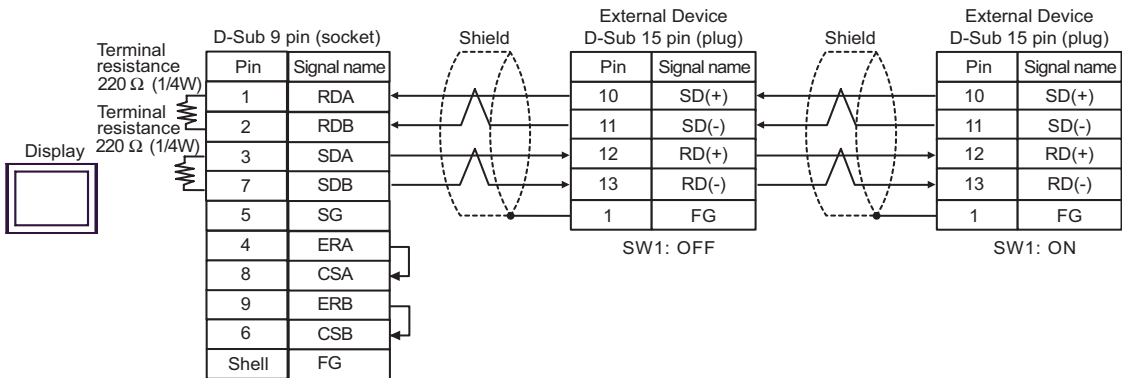 External Device
External Device
D-Sub 9 pin (socket)
Shield
D-Sub 15 pin (plug)
Shield
D-Sub 15 pin (plug)
Terminal
resistance
220 Ω (1/4W)
Terminal
resistance
220 Ω (1/4W)
Display
Pin Signal name
1 RDA
2 RDB
3 SDA
7 SDB
5 SG
4 ERA
8 CSA
9 ERB
6 CSB
Shell FG
Pin Signal name
10 SD(+)
11 SD(-)
12 RD(+)
13 RD(-)
1 FG
SW1: OFF
Pin Signal name
10 SD(+)
11 SD(-)
12 RD(+)
13 RD(-)
1 FG
SW1: ON